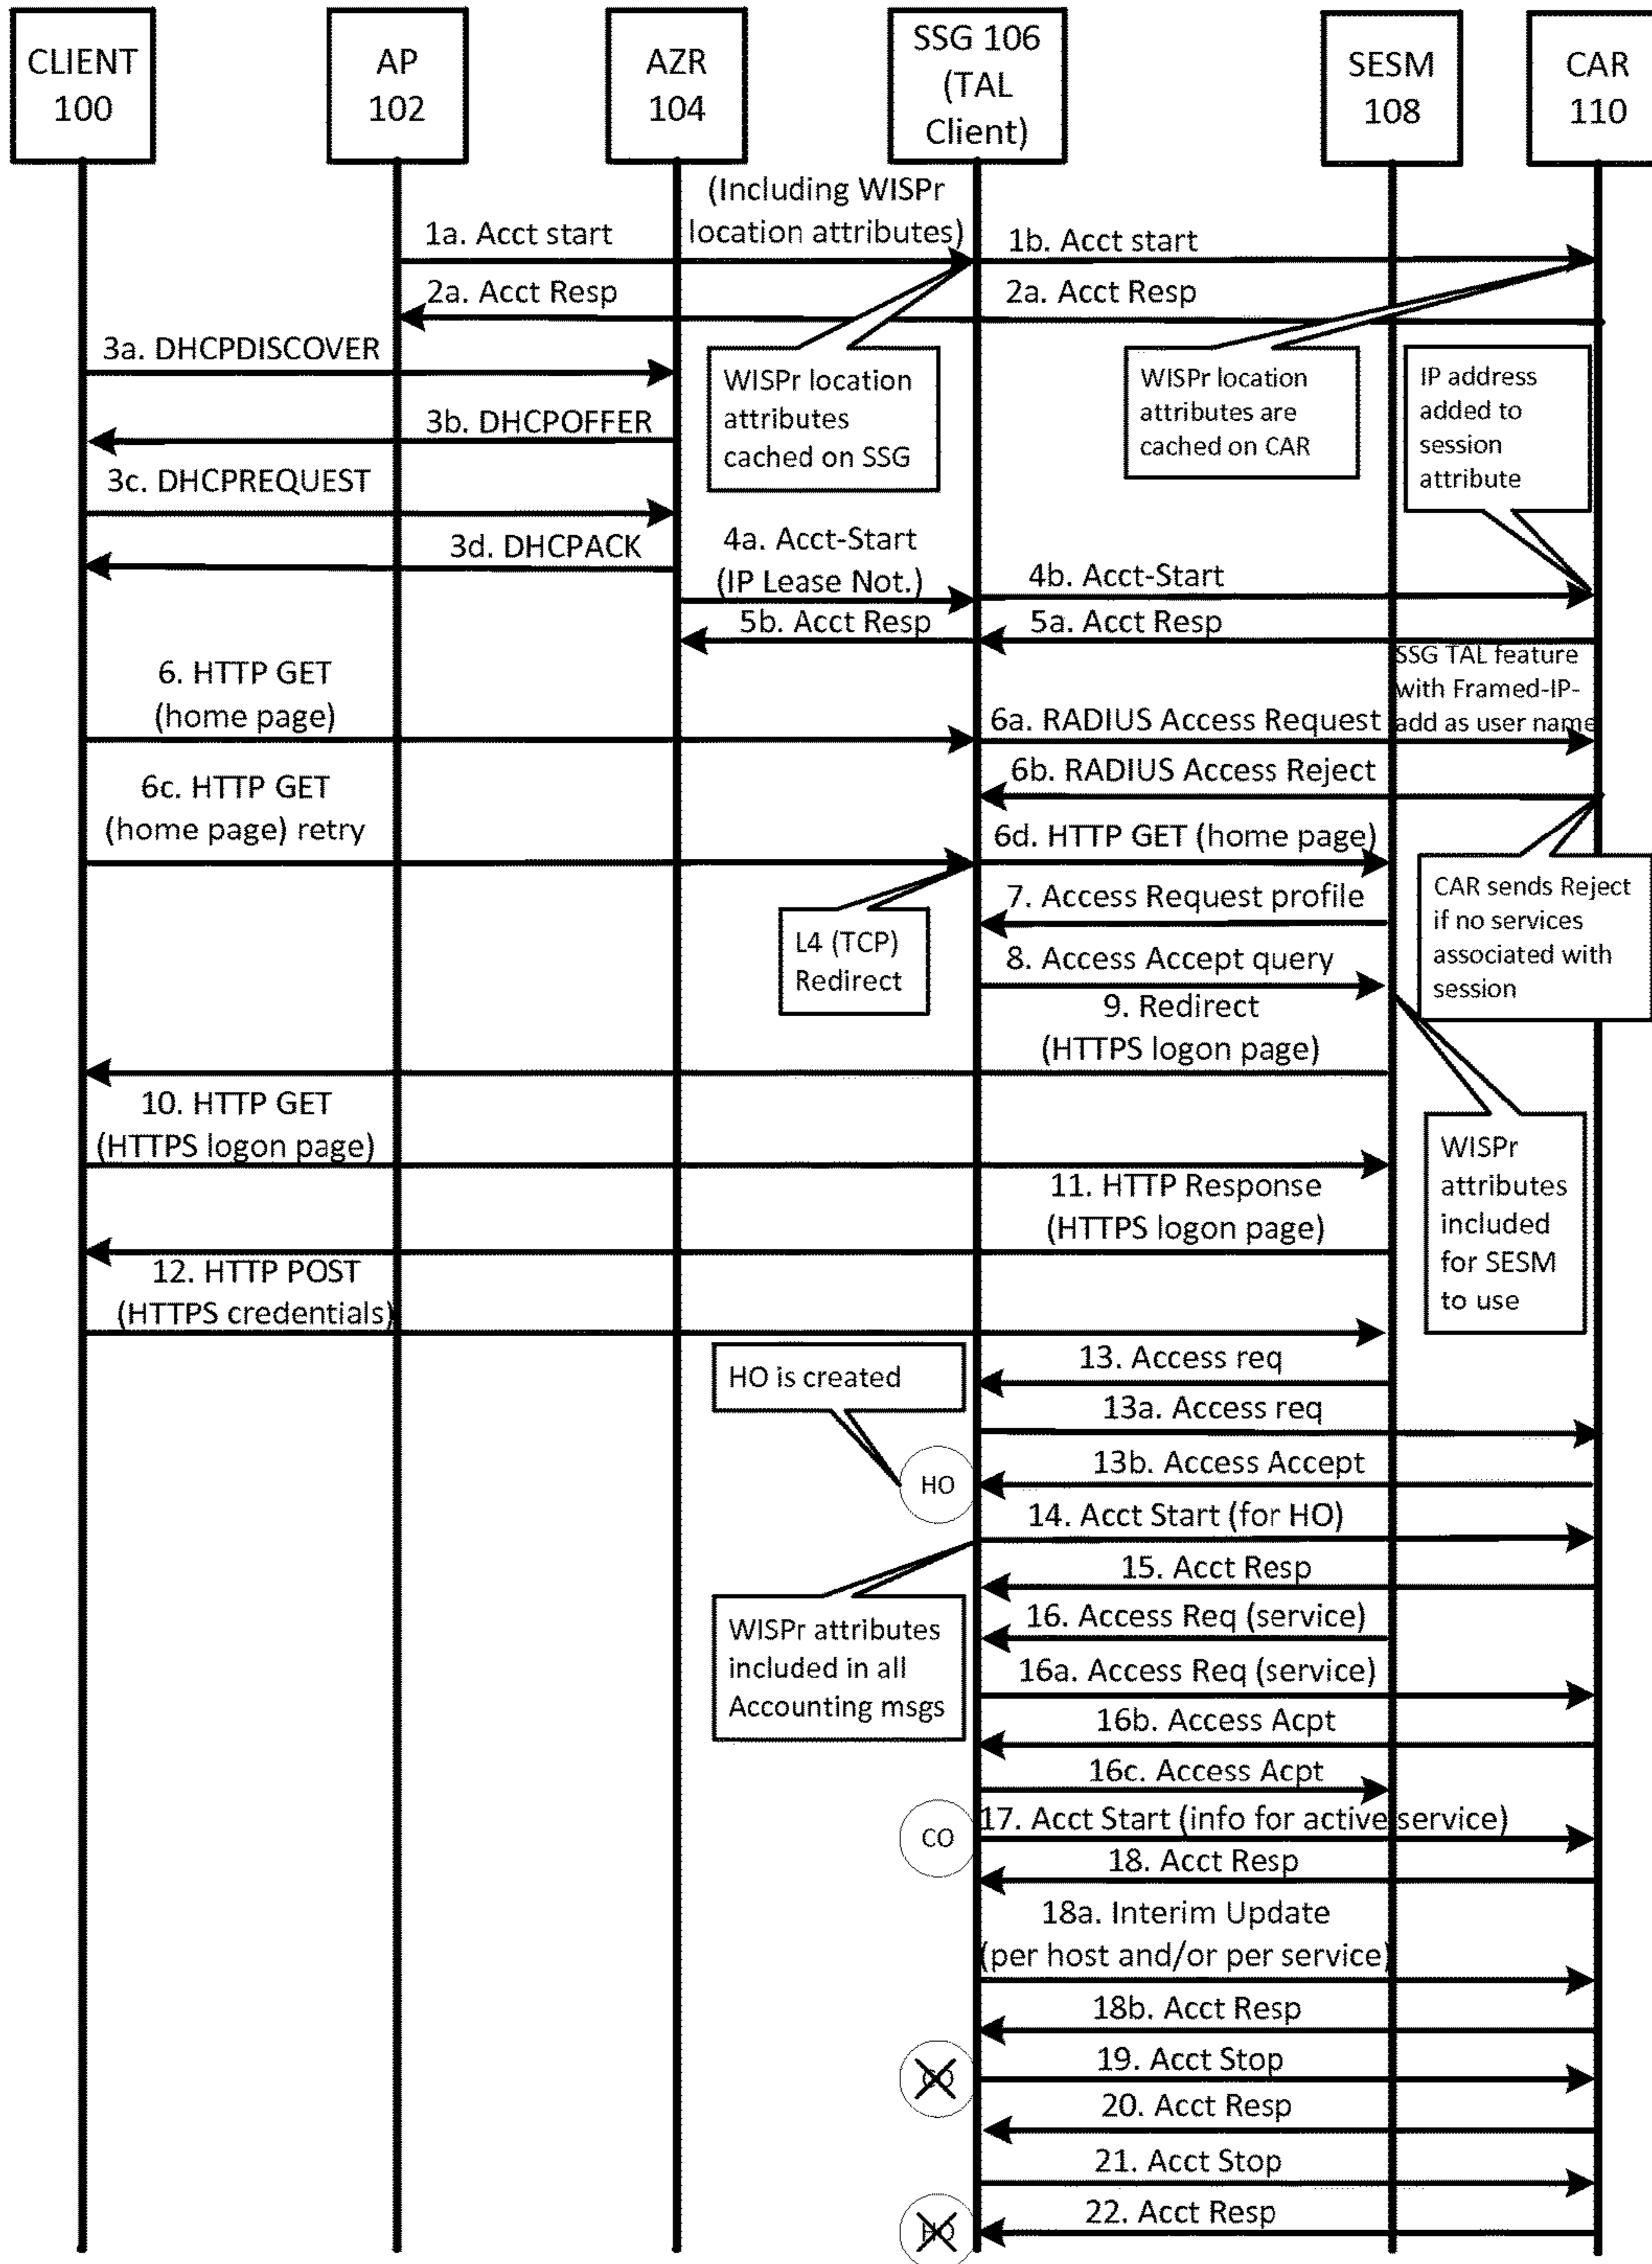 CLIENT
100
AP
102
AZR
104
SSG 106
(TAL
Client)
SESM
108
CAR
110
(Including WISPr
location attributes)
1a. Acct start
1b. Acct start
2a. Acct Resp
2a. Acct Resp
3a. DHCPDISCOVER
WISPr location
attributes
cached on SSG
WISPr location
attributes are
cached on CAR
IP address
added to
session
attribute
3b. DHCPOFFER
3c. DHCPREQUEST
3d. DHCPACK
4a. Acct-Start
(IP Lease Not.)
4b. Acct-Start
5b. Acct Resp
5a. Acct Resp
SSG TAL feature
with Framed-IP-
add as user name
6. HTTP GET
(home page)
6a. RADIUS Access Request
6b. RADIUS Access Reject
6c. HTTP GET
(home page) retry
6d. HTTP GET (home page)
L4 (TCP)
Redirect
CAR sends Reject
if no services
associated with
session
7. Access Request profile
8. Access Accept query
9. Redirect
(HTTPS logon page)
10. HTTP GET
(HTTPS logon page)
WISPr
attributes
included
for SESM
to use
11. HTTP Response
(HTTPS logon page)
12. HTTP POST
(HTTPS credentials)
13. Access req
HO is created
13a. Access req
13b. Access Accept
HO
14. Acct Start (for HO)
15. Acct Resp
WISPr attributes
included in all
Accounting msgs
16. Access Req (service)
16a. Access Req (service)
16b. Access Acpt
16c. Access Acpt
CO
17. Acct Start (info for active service)
18. Acct Resp
18a. Interim Update
(per host and/or per service)
18b. Acct Resp
CO
19. Acct Stop
20. Acct Resp
21. Acct Stop
HO
22. Acct Resp